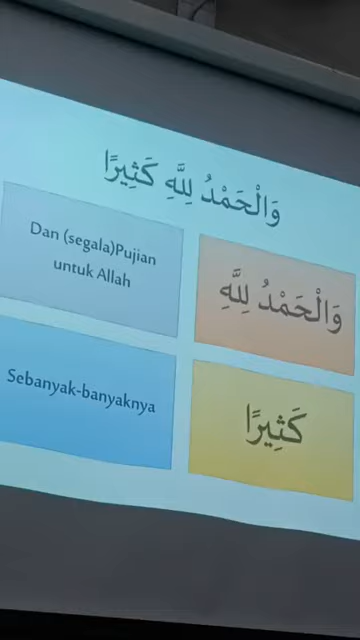 وَالْحَمْدُ لِلَّهِ كَثِيرًا
Dan (segala)Pujian
untuk Allah
وَالْحَمْدُ لِلَّهِ
Sebanyak-banyaknya
كَثِيرًا